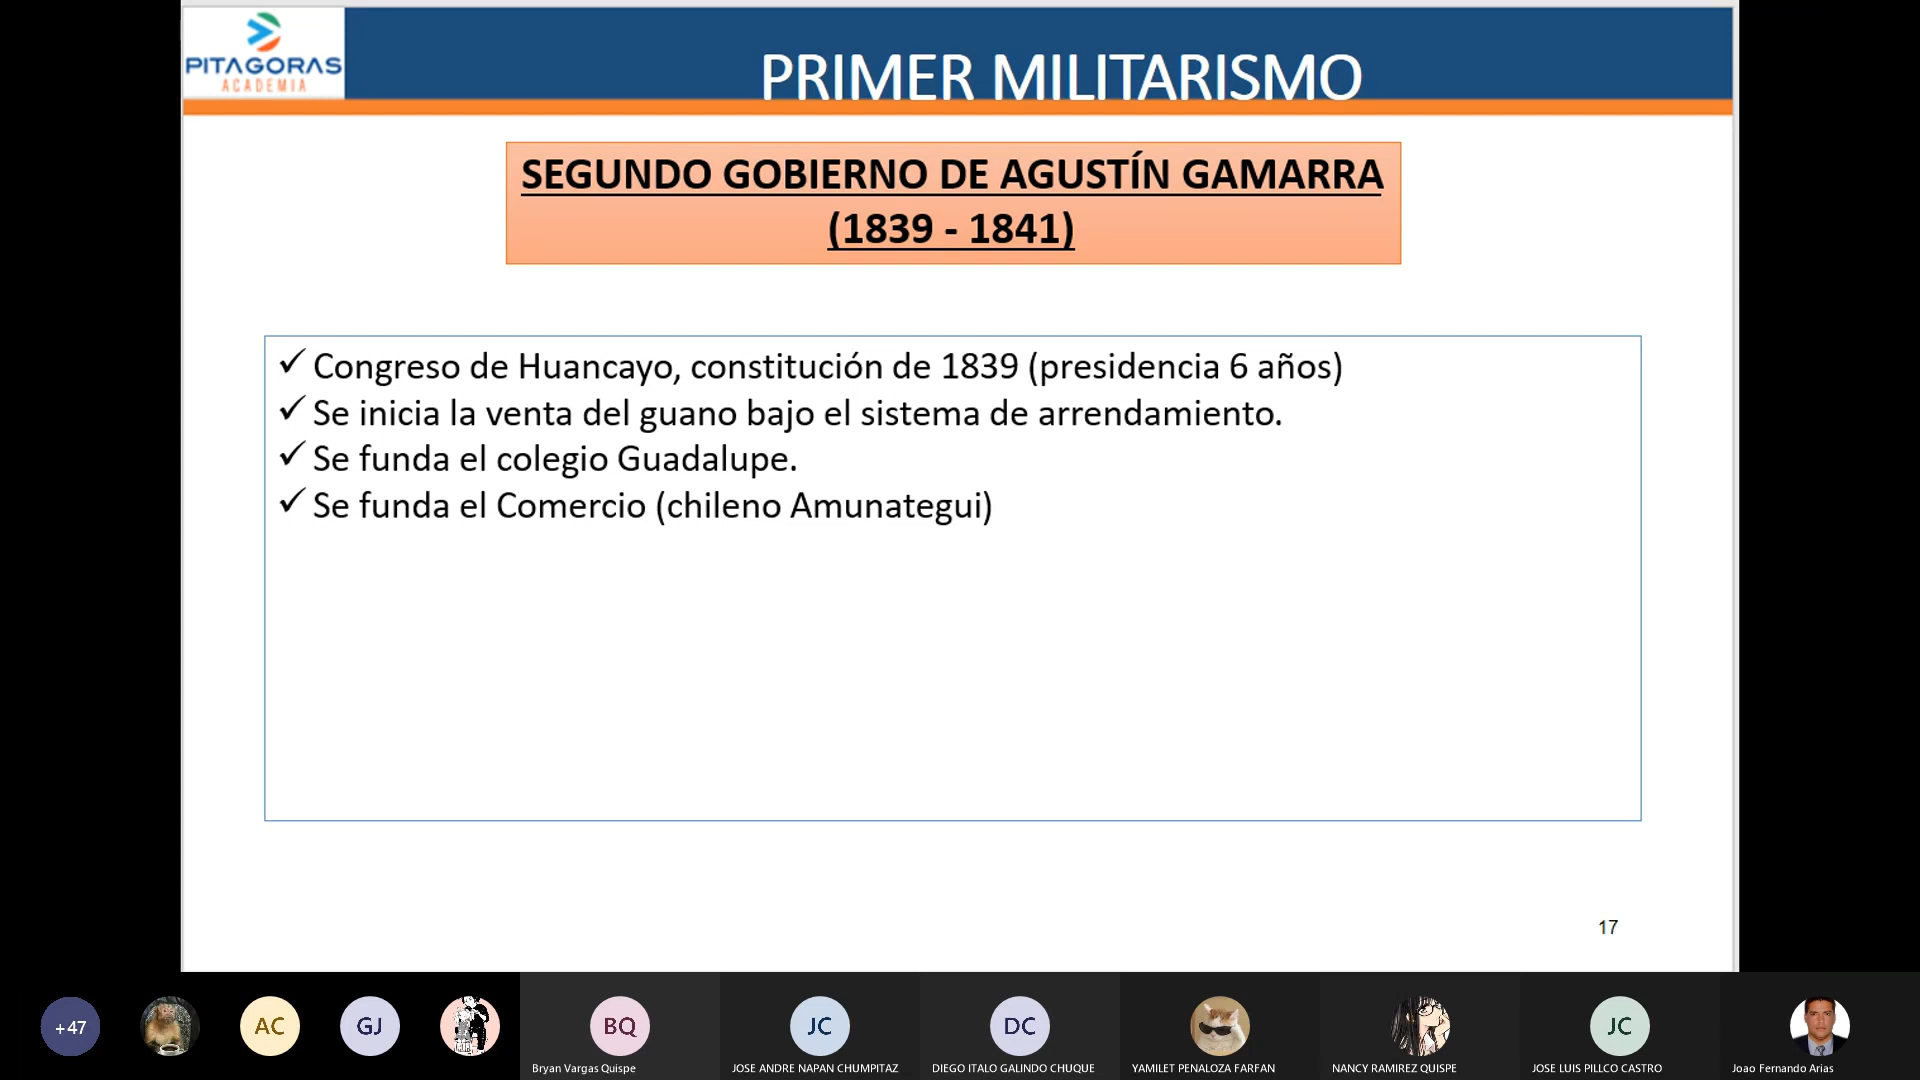 PITAGORAS
ACADEMIA
PRIMER MILITARISMO
SEGUNDO GOBIERNO DE AGUSTÍN GAMARRA
(1839 - 1841)
✓ Congreso de Huancayo, constitución de 1839 (presidencia 6 años)
✓ Se inicia la venta del guano bajo el sistema de arrendamiento.
✓ Se funda el colegio Guadalupe.
✓ Se funda el Comercio (chileno Amunategui)
17
+47
AC
GJ
BQ
JC
DC
JC
Bryan Vargas Quispe
JOSE ANDRE NAPAN CHUMPITAZ
DIEGO ITALO GALINDO CHUQUE
YAMILET PENALOZA FARFAN
NANCY RAMIREZ QUISPE
JOSE LUIS PILLCO CASTRO
Joao Fernando Arias